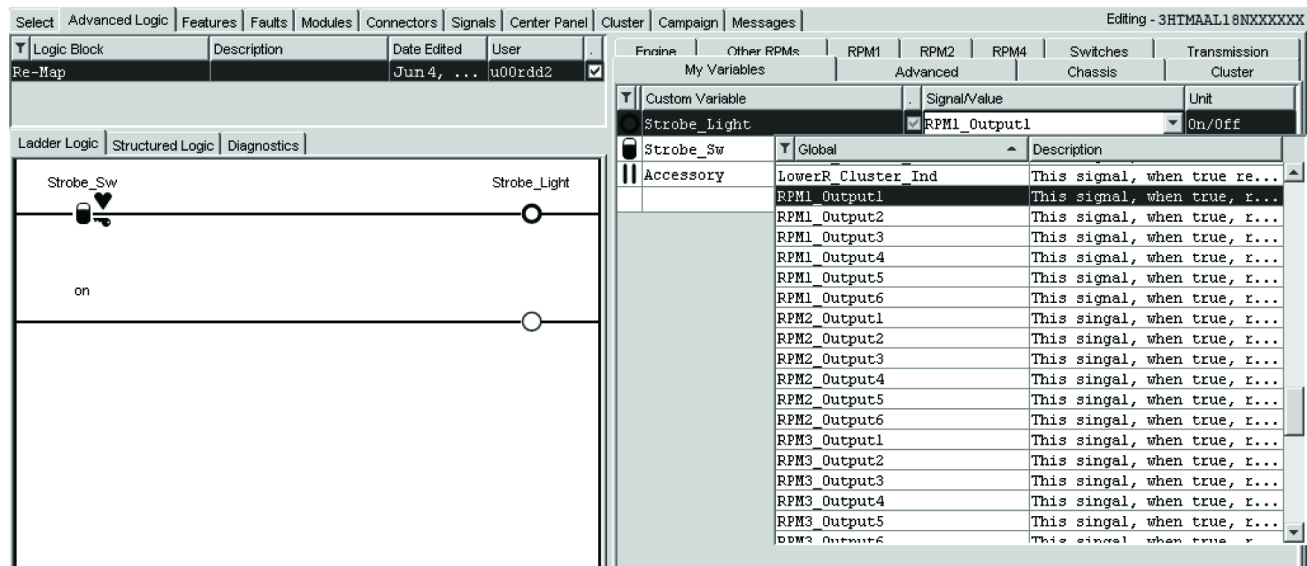 Select Advanced Logic Features Faults Modules Connectors Signals Center Panel Cluster Campaign Messages Editing - 3HTMAAL18NXXXXXX
Logic Block Description Date Edited User .
Re-Map Jun 4, ... u00rdd2
Ladder Logic Structured Logic Diagnostics
Strobe_Sw Strobe_Light
on
Engine Other RPMs RPM1 RPM2 RPM4 Switches Transmission
My Variables Advanced Chassis Cluster
Custom Variable . Signal/Value Unit
Strobe_Light RPM1_Output1 On/Off
Strobe_Sw
Accessory
Global Description
LowerR_Cluster_Ind This signal, when true re...
RPM1_Output1 This signal, when true, r...
RPM1_Output2 This signal, when true, r...
RPM1_Output3 This signal, when true, r...
RPM1_Output4 This signal, when true, r...
RPM1_Output5 This signal, when true, r...
RPM1_Output6 This signal, when true, r...
RPM2_Output1 This singal, when true, r...
RPM2_Output2 This singal, when true, r...
RPM2_Output3 This singal, when true, r...
RPM2_Output4 This singal, when true, r...
RPM2_Output5 This singal, when true, r...
RPM2_Output6 This singal, when true, r...
RPM3_Output1 This singal, when true, r...
RPM3_Output2 This singal, when true, r...
RPM3_Output3 This singal, when true, r...
RPM3_Output4 This singal, when true, r...
RPM3_Output5 This singal, when true, r...
RPM3_Output6 This singal, when true, r